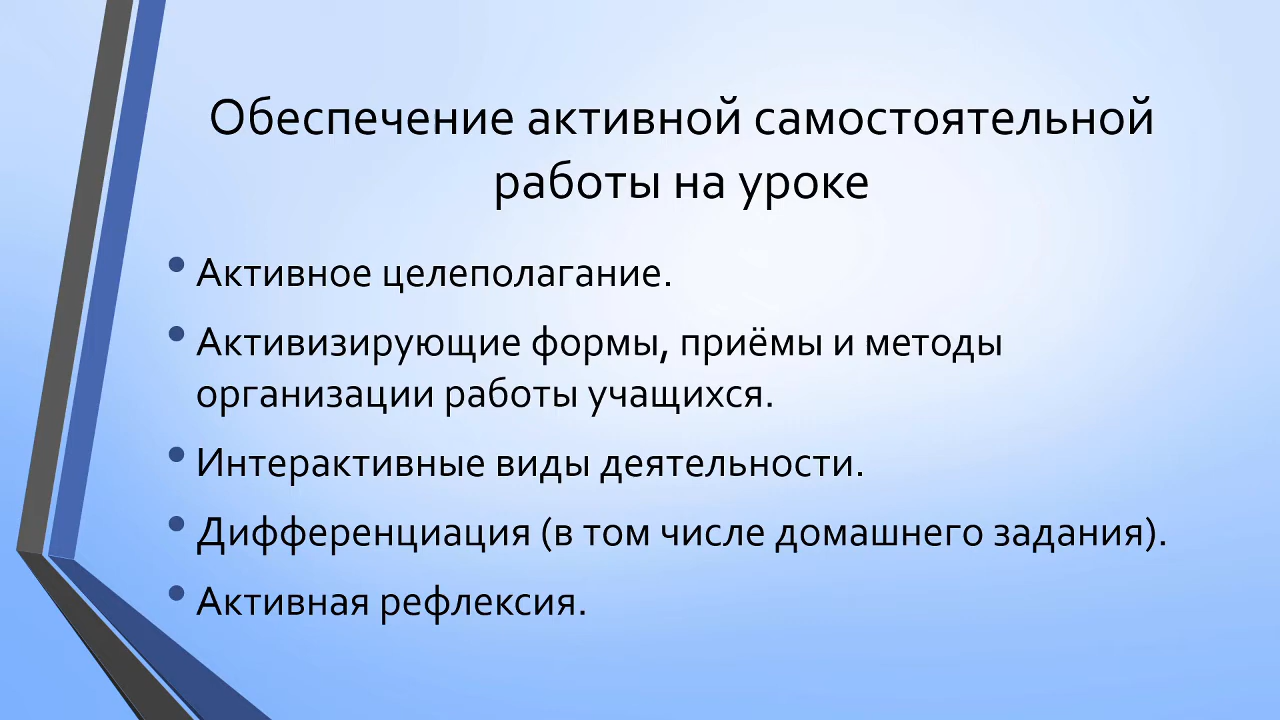 Обеспечение активной самостоятельной
работы на уроке
• Активное целеполагание.
• Активизирующие формы, приёмы и методы
организации работы учащихся.
• Интерактивные виды деятельности.
• Дифференциация (в том числе домашнего задания).
• Активная рефлексия.